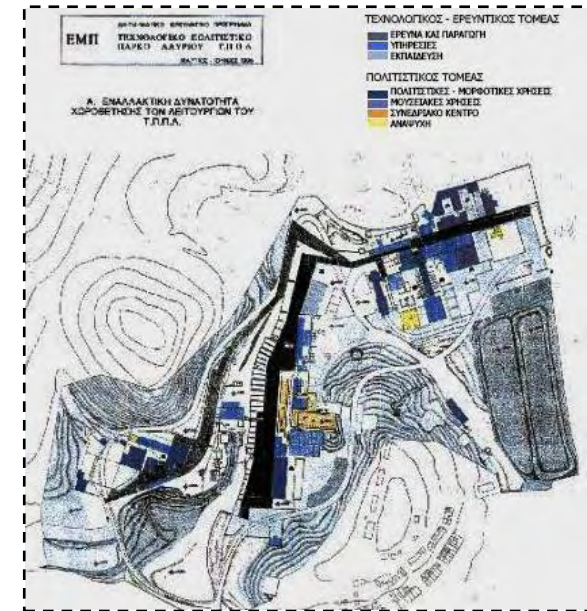 ΕΜΠ
ΤΕΧΝΟΛΟΓΙΚΟ ΠΟΛΙΤΙΣΤΙΚΟ
ΠΑΡΚΟ ΛΑΥΡΙΟΥ Τ.Π.Π.Λ
Α. ΕΝΑΛΛΑΚΤΙΚΗ ΔΥΝΑΤΟΤΗΤΑ
ΧΩΡΟΘΕΤΗΣΗΣ ΤΩΝ ΛΕΙΤΟΥΡΓΙΩΝ ΤΟΥ
Τ.Π.Π.Λ.
ΤΕΧΝΟΛΟΓΙΚΟΣ - ΕΡΕΥΝΤΙΚΟΣ ΤΟΜΕΑΣ
ΕΡΕΥΝΑ ΚΑΙ ΠΑΡΑΓΩΓΗ
ΥΠΗΡΕΣΙΕΣ
ΕΚΠΑΙΔΕΥΣΗ
ΠΟΛΙΤΙΣΤΙΚΟΣ ΤΟΜΕΑΣ
ΠΟΛΙΤΙΣΤΙΚΕΣ - ΜΟΡΦΩΤΙΚΕΣ ΧΡΗΣΕΙΣ
ΜΟΥΣΕΙΑΚΕΣ ΧΡΗΣΕΙΣ
ΣΥΝΕΔΡΙΑΚΟ ΚΕΝΤΡΟ
ΑΝΑΨΥΧΗ